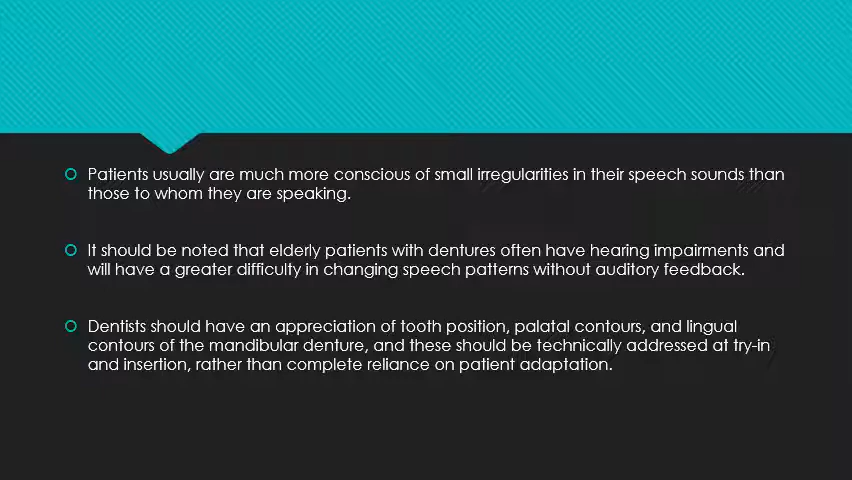 Patients usually are much more conscious of small irregularities in their speech sounds than
those to whom they are speaking.
It should be noted that elderly patients with dentures often have hearing impairments and
will have a greater difficulty in changing speech patterns without auditory feedback.
Dentists should have an appreciation of tooth position, palatal contours, and lingual
contours of the mandibular denture, and these should be technically addressed at try-in
and insertion, rather than complete reliance on patient adaptation.